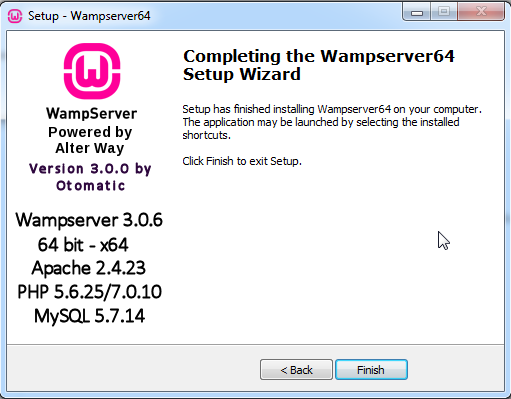 Setup - Wampserver64
Completing the Wampserver64
Setup Wizard
Setup has finished installing Wampserver64 on your computer.
The application may be launched by selecting the installed
shortcuts.
Click Finish to exit Setup.
WampServer
Powered by
Alter Way
Version 3.0.0 by
Otomatic
Wampserver 3.0.6
64 bit - x64
Apache 2.4.23
PHP 5.6.25/7.0.10
MySQL 5.7.14
< Back
Finish